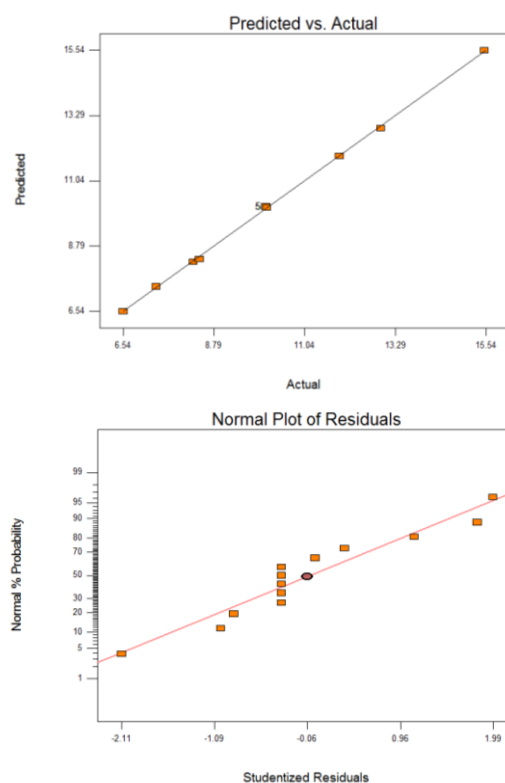 Predicted vs. Actual
15.54
13.29
11.04
8.79
6.54
Predicted
6.54 8.79 11.04 13.29 15.54
Actual
Normal Plot of Residuals
99
95
90
80
70
50
30
20
10
5
1
Normal % Probability
-2.11 -1.09 -0.06 0.96 1.99
Studentized Residuals